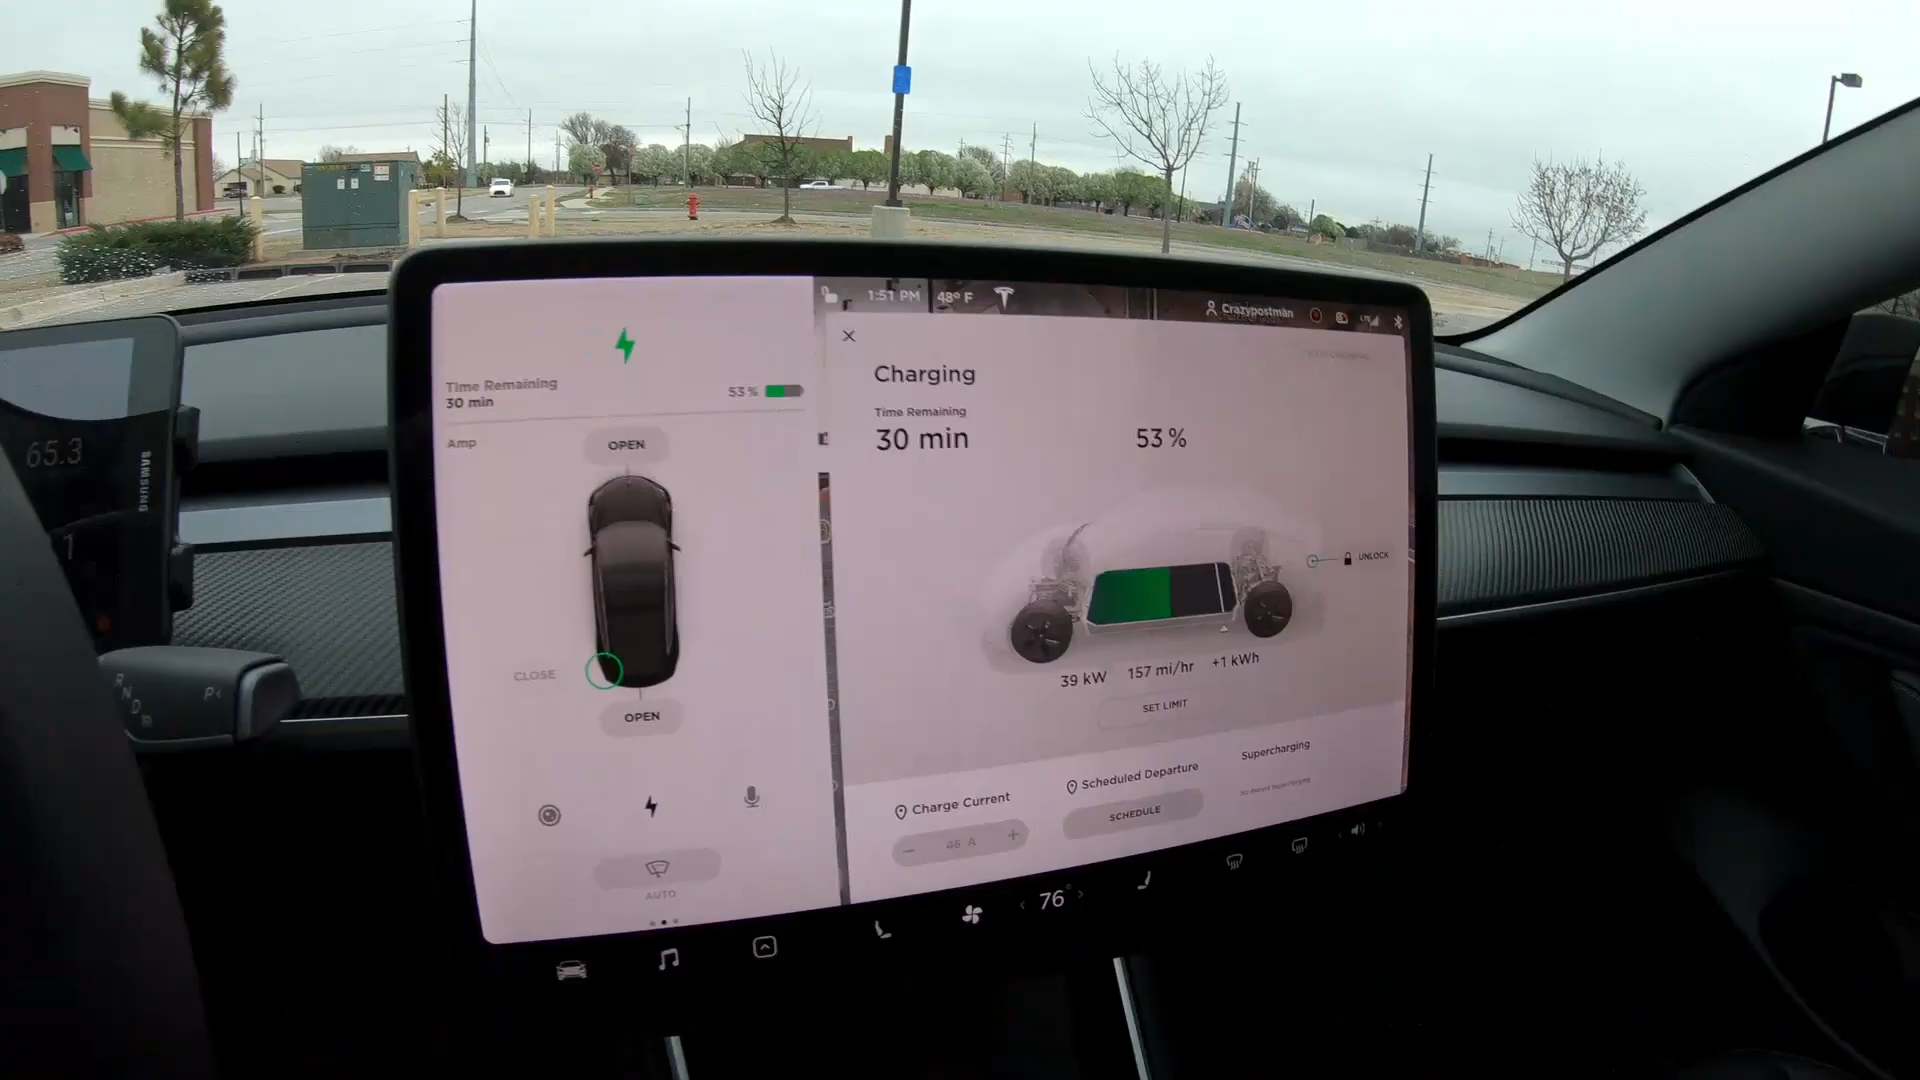 65.3
SAMSUNG
R
N
D
P
Time Remaining
30 min
53 %
Amp
OPEN
CLOSE
OPEN
AUTO
1:51 PM
48° F
Crazypostman
LTE
Charging
Time Remaining
30 min
53 %
UNLOCK
39 kW
157 mi/hr
+1 kWh
SET LIMIT
Charge Current
− 46 A +
Scheduled Departure
SCHEDULE
Supercharging
< 76° >